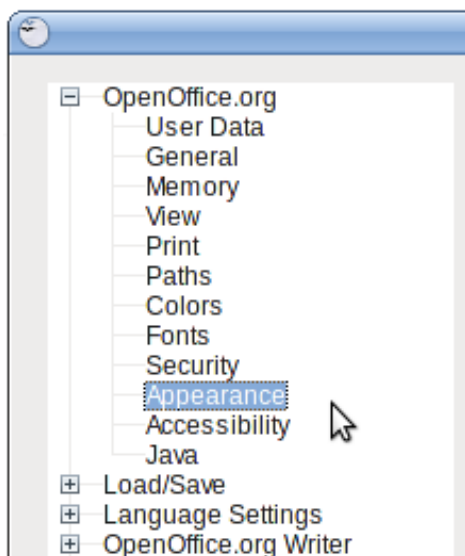 OpenOffice.org
User Data
General
Memory
View
Print
Paths
Colors
Fonts
Security
Appearance
Accessibility
Java
Load/Save
Language Settings
OpenOffice.org Writer